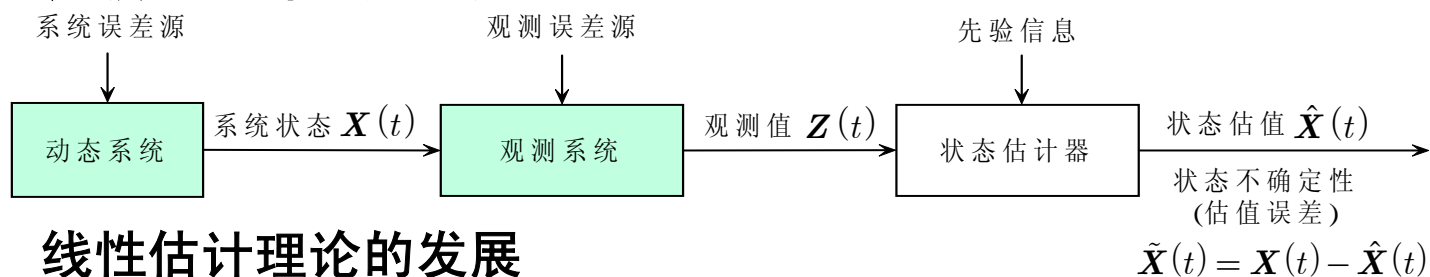 系统误差源
观测误差源
先验信息
动态系统
系统状态 X(t)
观测系统
观测值 Z(t)
状态估计器
状态估值 X̂(t)
状态不确定性
(估值误差)
X̃(t) = X(t) − X̂(t)
线性估计理论的发展